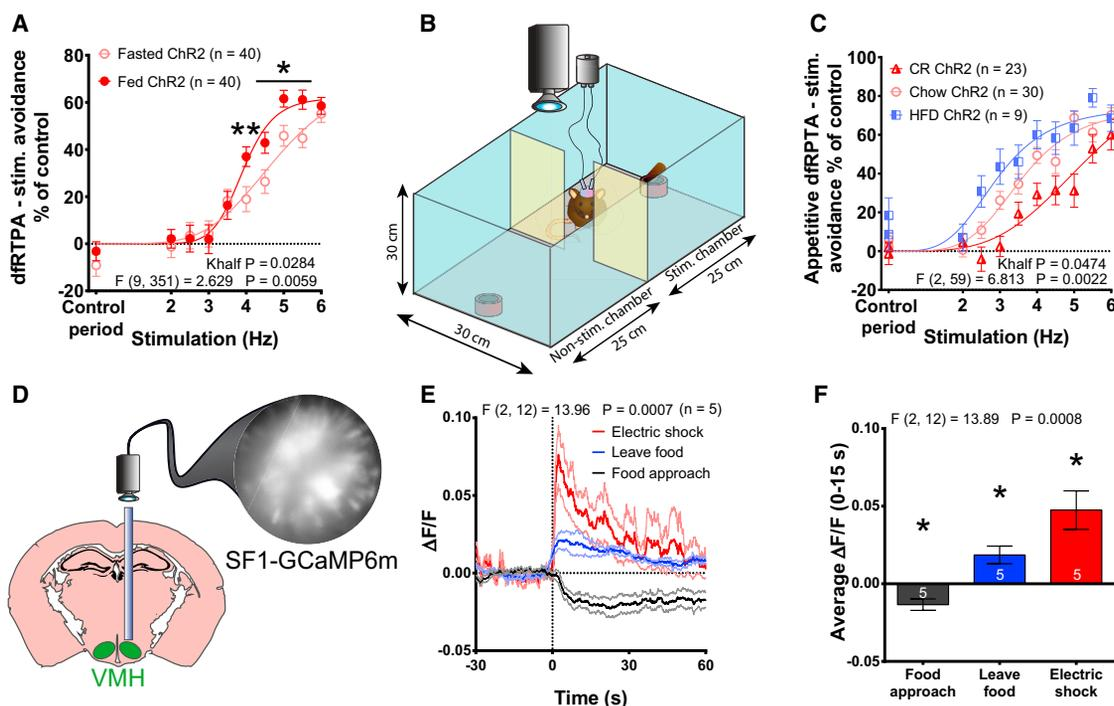 A
dfRTPA - stim. avoidance
% of control
80
60
40
20
0
-20
Fasted ChR2 (n = 40)
Fed ChR2 (n = 40)
*
**
Khalf P = 0.0284
F (9, 351) = 2.629 P = 0.0059
Control
period
2 3 4 5 6
Stimulation (Hz)
B
30 cm
30 cm
Non-stim. chamber
25 cm
Stim. chamber
25 cm
C
Appetitive dfRPTA - stim.
avoidance % of control
100
80
60
40
20
0
-20
CR ChR2 (n = 23)
Chow ChR2 (n = 30)
HFD ChR2 (n = 9)
Khalf P = 0.0474
F (2, 59) = 6.813 P = 0.0022
Control
period
2 3 4 5 6
Stimulation (Hz)
D
SF1-GCaMP6m
VMH
E
F (2, 12) = 13.96 P = 0.0007 (n = 5)
ΔF/F
0.10
0.05
0.00
-0.05
Electric shock
Leave food
Food approach
-30 0 30 60
Time (s)
F
F (2, 12) = 13.89 P = 0.0008
Average ΔF/F (0-15 s)
0.10
0.05
0.00
-0.05
*
*
*
5
5
5
Food
approach
Leave
food
Electric
shock